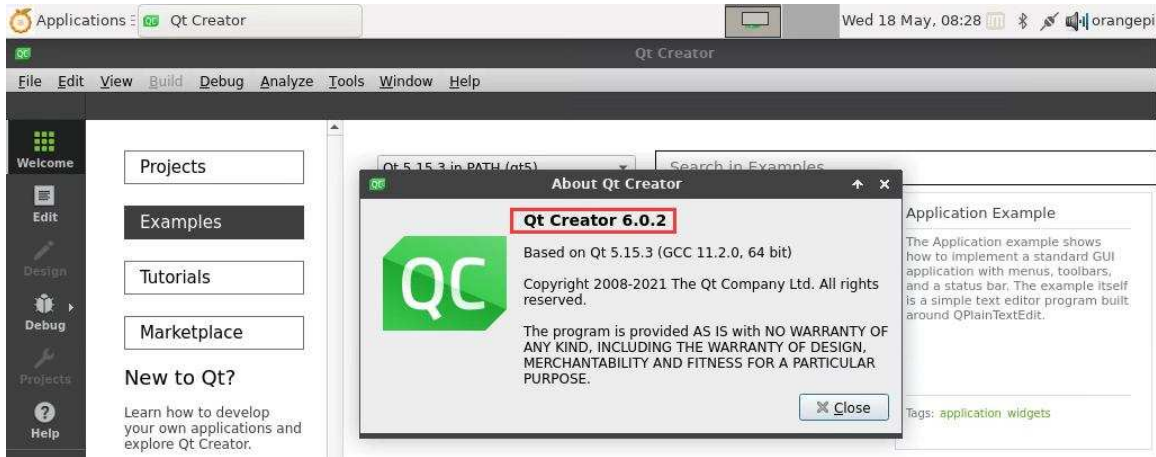 Applications
Qt Creator
Wed 18 May, 08:28
orangepi
QC
Qt Creator
File Edit View Build Debug Analyze Tools Window Help
Welcome
Edit
Design
Debug
Projects
Help
Projects
Examples
Tutorials
Marketplace
New to Qt?
Learn how to develop
your own applications and
explore Qt Creator.
Qt 5.15.3 in PATH (qt5)
Search in Examples
QC
About Qt Creator
Qt Creator 6.0.2
QC
Based on Qt 5.15.3 (GCC 11.2.0, 64 bit)
Copyright 2008-2021 The Qt Company Ltd. All rights
reserved.
The program is provided AS IS with NO WARRANTY OF
ANY KIND, INCLUDING THE WARRANTY OF DESIGN,
MERCHANTABILITY AND FITNESS FOR A PARTICULAR
PURPOSE.
Close
Application Example
The Application example shows
how to implement a standard GUI
application with menus, toolbars,
and a status bar. The example itself
is a simple text editor program built
around QPlainTextEdit.
Tags: application widgets